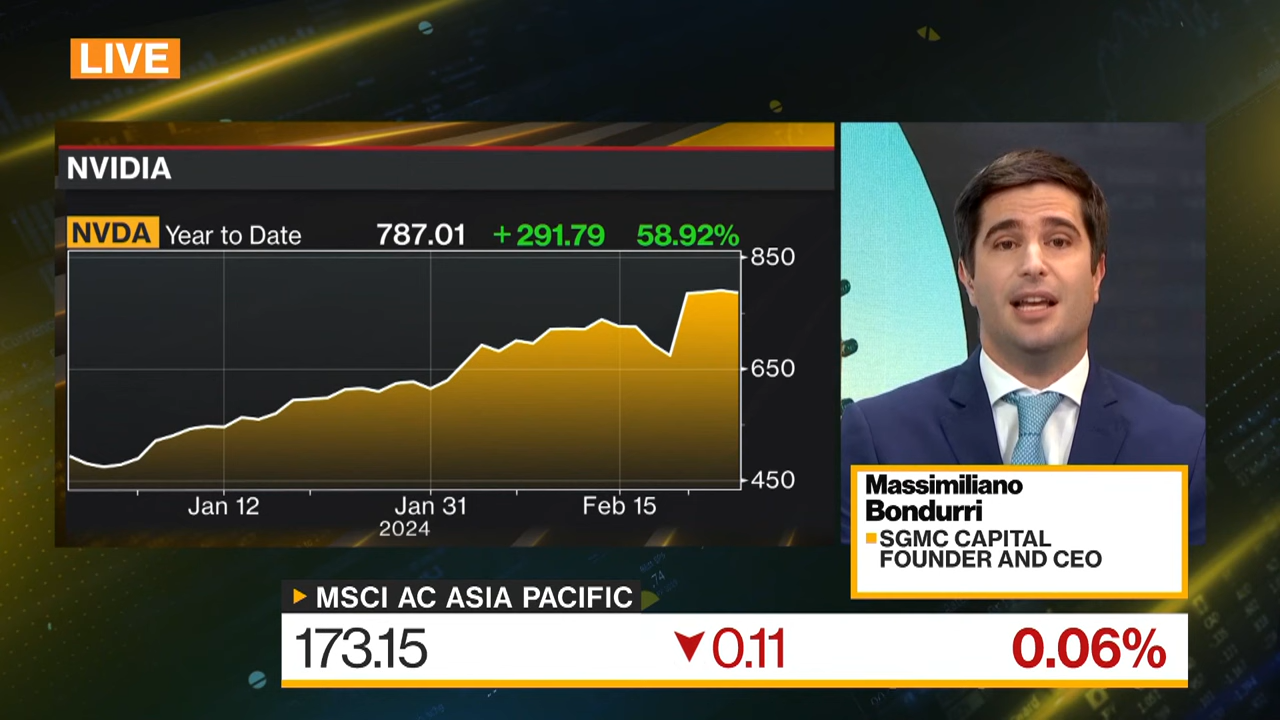 LIVE
NVIDIA
NVDA Year to Date 787.01 +291.79 58.92%
850
650
450
Jan 12 Jan 31 Feb 15
2024
Massimiliano
Bondurri
SGMC CAPITAL
FOUNDER AND CEO
MSCI AC ASIA PACIFIC
173.15 0.11 0.06%